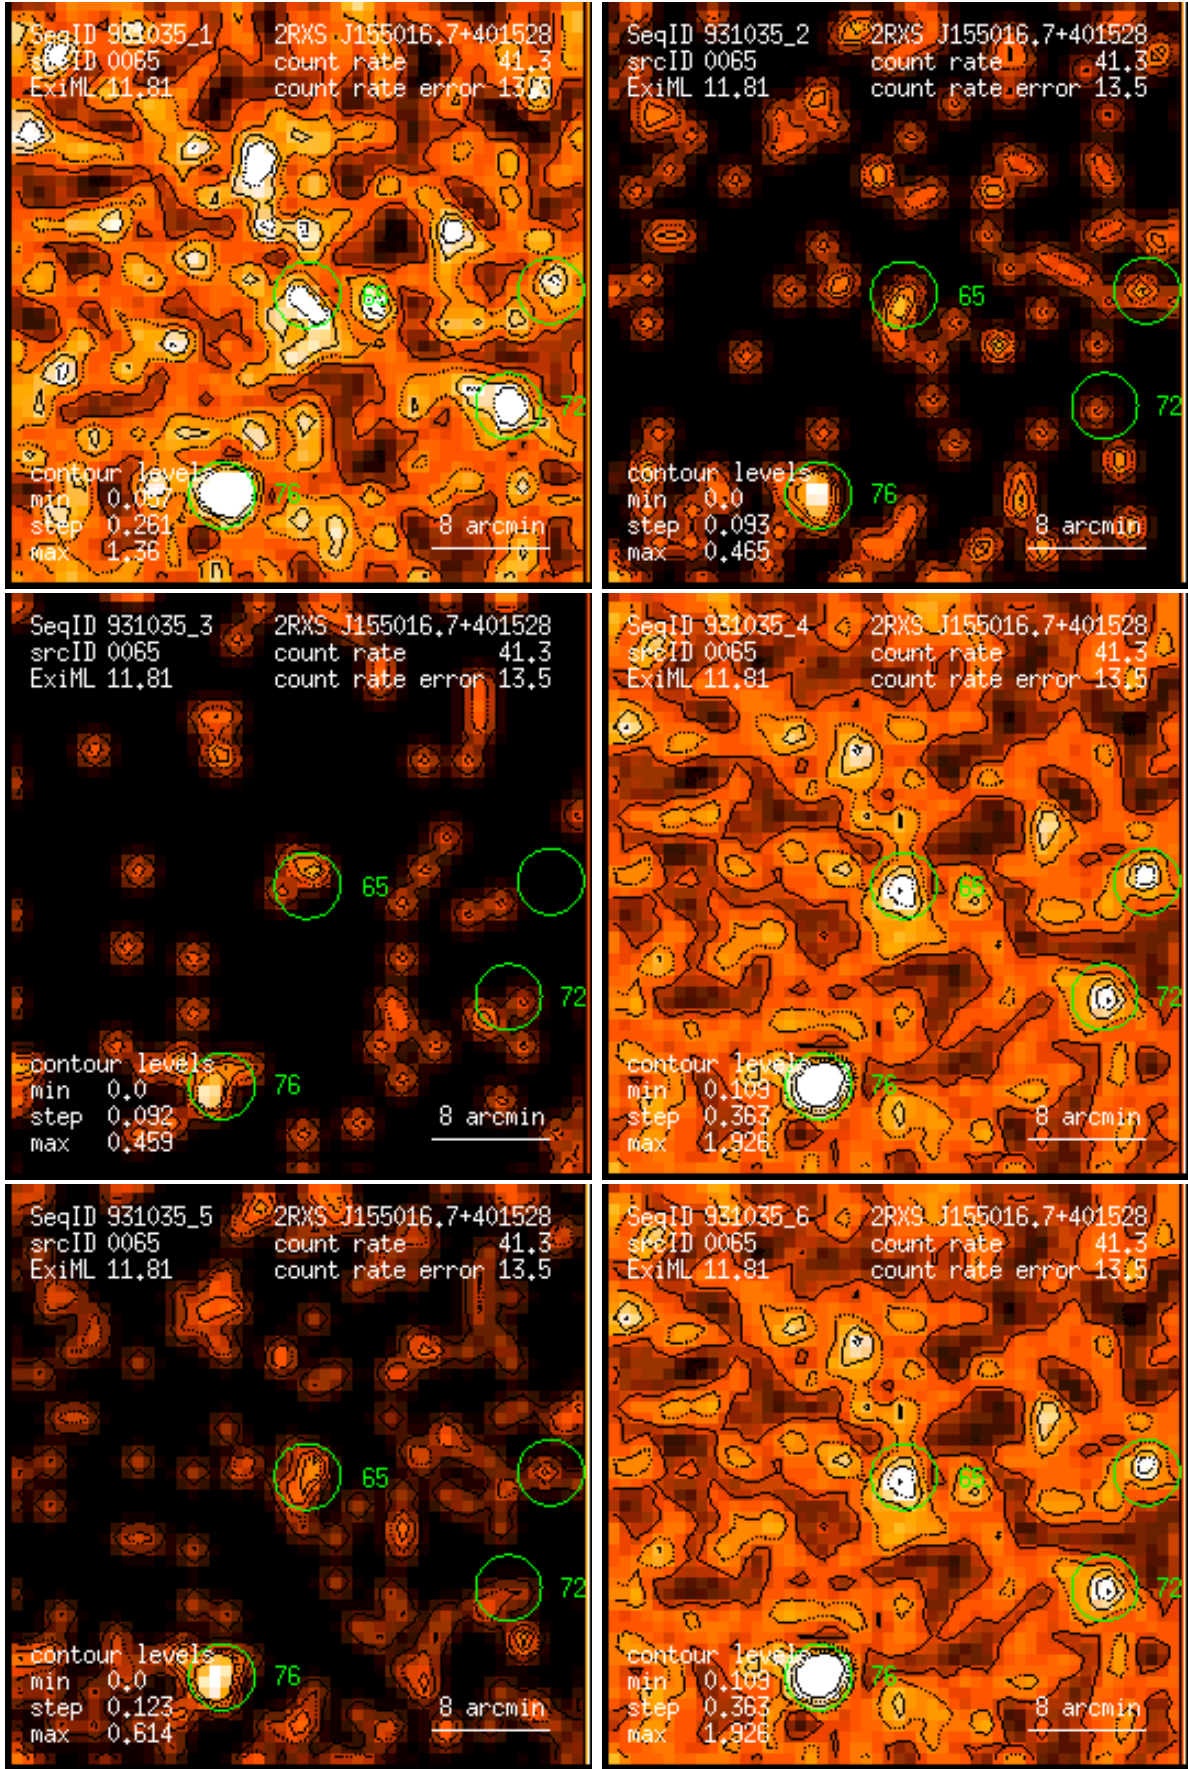 SeqID 931035_1 2RXS J155016.7+401528
srcID 0065 count rate 41.3
ExiML 11.81 count rate error 13.5
65
72
contour levels
min 0.097 76
step 0.261 8 arcmin
max 1.36
SeqID 931035_2 2RXS J155016.7+401528
srcID 0065 count rate 41.3
ExiML 11.81 count rate error 13.5
65
72
contour levels
min 0.0 76
step 0.093 8 arcmin
max 0.465
SeqID 931035_3 2RXS J155016.7+401528
srcID 0065 count rate 41.3
ExiML 11.81 count rate error 13.5
65
72
contour levels
min 0.0 76
step 0.092 8 arcmin
max 0.459
SeqID 931035_4 2RXS J155016.7+401528
srcID 0065 count rate 41.3
ExiML 11.81 count rate error 13.5
65
72
contour levels
min 0.109 76
step 0.363 8 arcmin
max 1.926
SeqID 931035_5 2RXS J155016.7+401528
srcID 0065 count rate 41.3
ExiML 11.81 count rate error 13.5
65
72
contour levels
min 0.0 76
step 0.123 8 arcmin
max 0.614
SeqID 931035_6 2RXS J155016.7+401528
srcID 0065 count rate 41.3
ExiML 11.81 count rate error 13.5
65
72
contour levels
min 0.109 76
step 0.363 8 arcmin
max 1.926